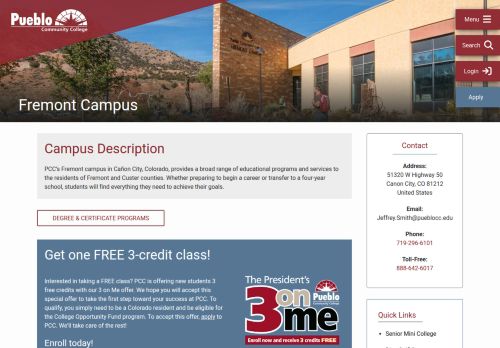 Pueblo
Community College
Menu
Search
Login
Apply
Fremont Campus
Campus Description
PCC's Fremont campus in Cañon City, Colorado, provides a broad range of educational programs and services to
the residents of Fremont and Custer counties. Whether preparing to begin a career or transfer to a four-year
school, students will find everything they need to achieve their goals.
DEGREE & CERTIFICATE PROGRAMS
Get one FREE 3-credit class!
Interested in taking a FREE class? PCC is offering new students 3
free credits with our 3 on Me offer. We hope you will accept this
special offer to take the first step toward your success at PCC. To
qualify, you simply need to be a Colorado resident and be eligible for
the College Opportunity Fund program. To accept this offer, apply
to PCC. We'll take care of the rest!
Enroll today!
The President's
3 on me
Pueblo
Community College
Enroll now and receive 3 credits FREE
Contact
Address:
51320 W Highway 50
Canon City, CO 81212
United States
Email:
Jeffrey.Smith@pueblocc.edu
Phone:
719-296-6101
Toll-Free:
888-642-6017
Quick Links
Senior Mini College